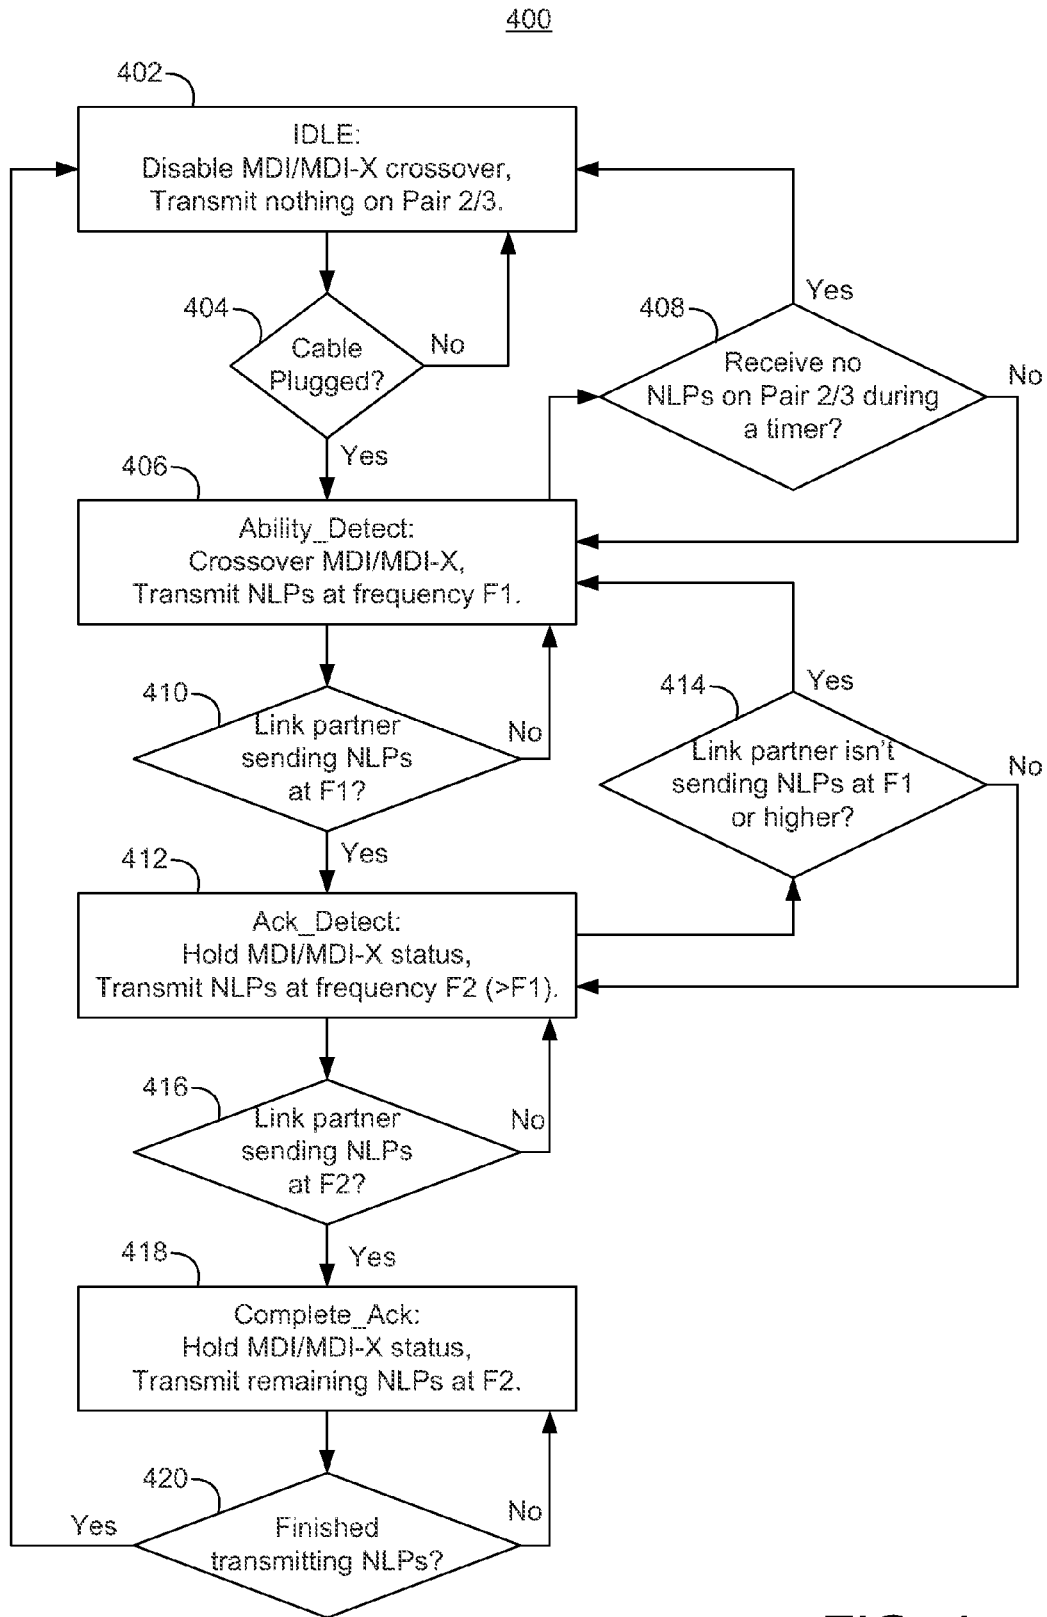 400
402
IDLE:
Disable MDI/MDI-X crossover,
Transmit nothing on Pair 2/3.
404
Cable
Plugged?
No
Yes
408
Receive no
NLPs on Pair 2/3 during
a timer?
Yes
No
406
Ability_Detect:
Crossover MDI/MDI-X,
Transmit NLPs at frequency F1.
410
Link partner
sending NLPs
at F1?
No
Yes
414
Link partner isn't
sending NLPs at F1
or higher?
Yes
No
412
Ack_Detect:
Hold MDI/MDI-X status,
Transmit NLPs at frequency F2 (>F1).
416
Link partner
sending NLPs
at F2?
No
Yes
418
Complete_Ack:
Hold MDI/MDI-X status,
Transmit remaining NLPs at F2.
420
Finished
transmitting NLPs?
No
Yes